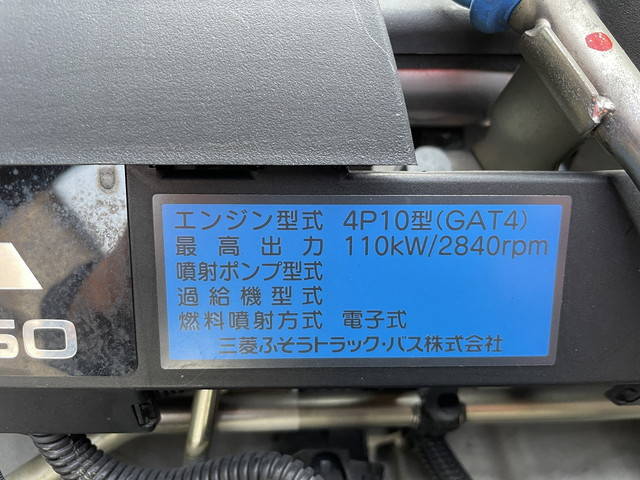 エンジン型式 4P10型(GAT4)
最高出力 110kW/2840rpm
噴射ポンプ型式
過給機型式
燃料噴射方式 電子式
三菱ふそうトラック・バス株式会社
50